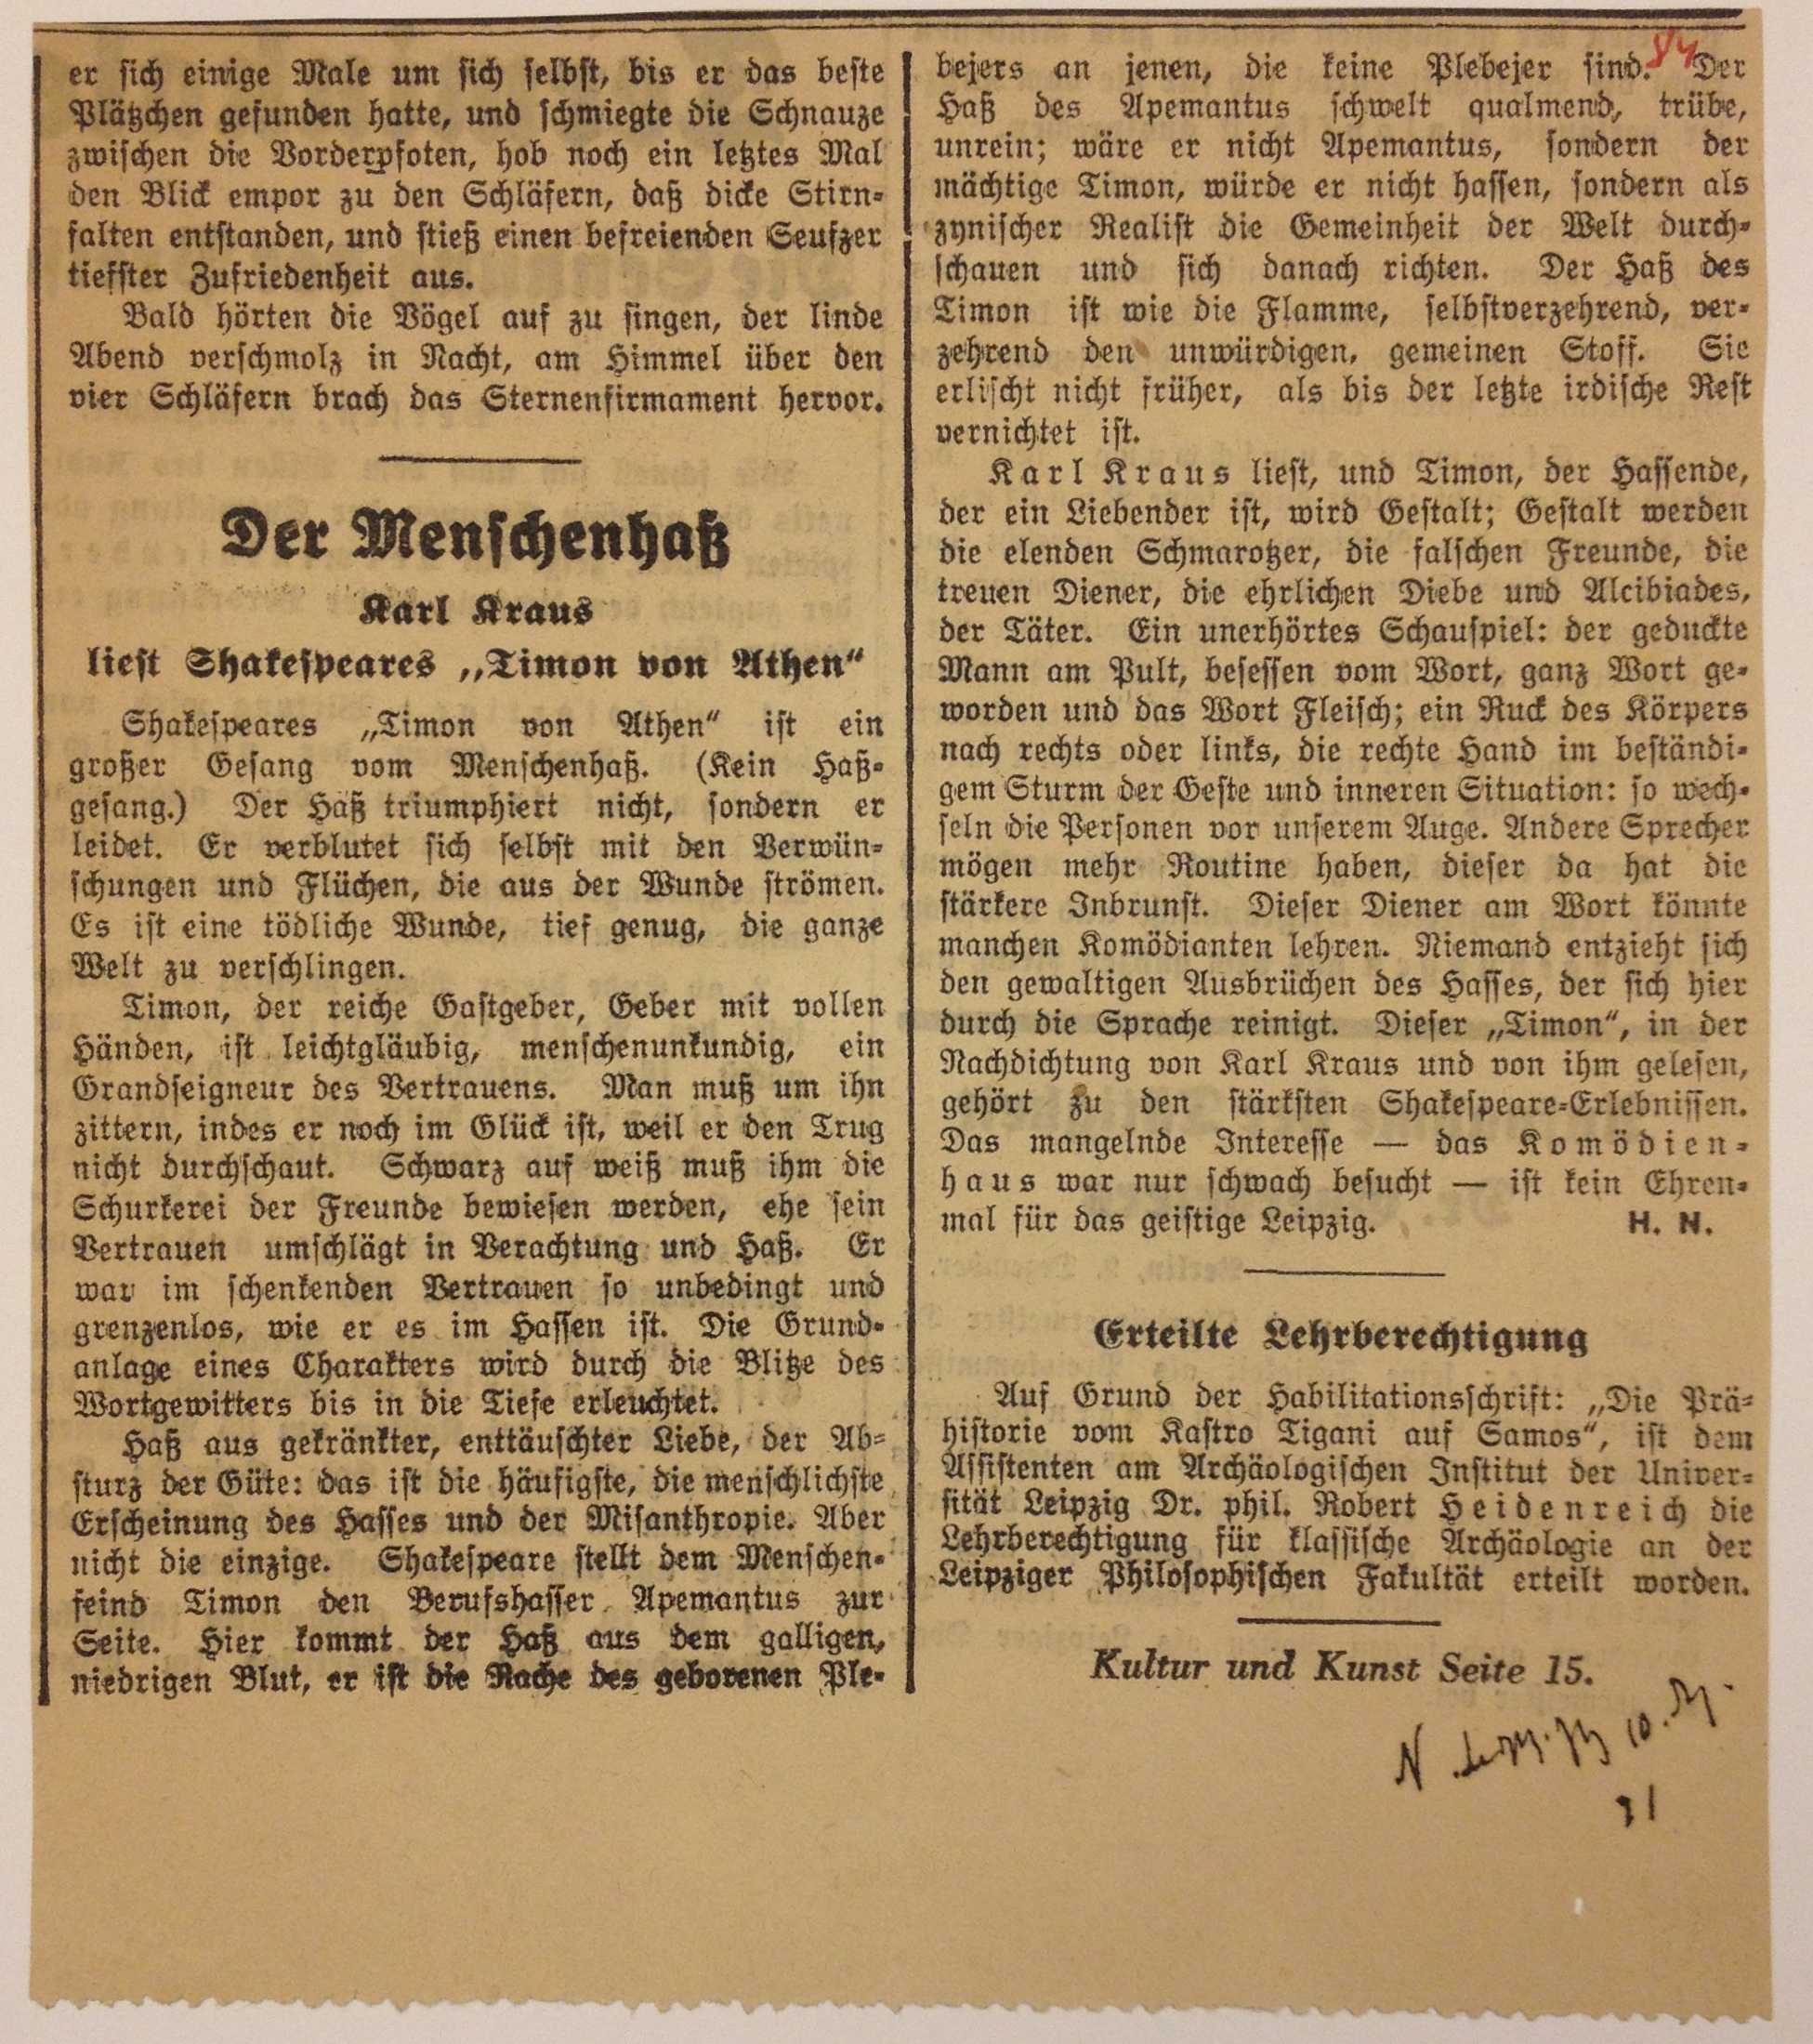 er sich einige Male um sich selbst, bis er das beste
Plätzchen gefunden hatte, und schmiegte die Schnauze
zwischen die Vorderpfoten, hob noch ein letztes Mal
den Blick empor zu den Schläfern, daß dicke Stirn-
falten entstanden, und stieß einen befreienden Seufzer
tiefster Zufriedenheit aus.
Bald hörten die Vögel auf zu singen, der linde
Abend verschmolz in Nacht, am Himmel über den
vier Schläfern brach das Sternenfirmament hervor.
Der Menschenhaß
Karl Kraus
liest Shakespeares „Timon von Athen“
Shakespeares „Timon von Athen“ ist ein
großer Gesang vom Menschenhaß. (Kein Haß-
gesang.) Der Haß triumphiert nicht, sondern er
leidet. Er verblutet sich selbst mit den Verwün-
schungen und Flüchen, die aus der Wunde strömen.
Es ist eine tödliche Wunde, tief genug, die ganze
Welt zu verschlingen.
Timon, der reiche Gastgeber, Geber mit vollen
Händen, ist leichtgläubig, menschenunkundig, ein
Grandseigneur des Vertrauens. Man muß um ihn
zittern, indes er noch im Glück ist, weil er den Trug
nicht durchschaut. Schwarz auf weiß muß ihm die
Schurkerei der Freunde bewiesen werden, ehe sein
Vertrauen umschlägt in Verachtung und Haß. Er
war im schenkenden Vertrauen so unbedingt und
grenzenlos, wie er es im Hassen ist. Die Grund-
anlage eines Charakters wird durch die Blitze des
Wortgewitters bis in die Tiefe erleuchtet.
Haß aus gekränkter, enttäuschter Liebe, der Ab-
sturz der Güte: das ist die häufigste, die menschlichste
Erscheinung des Hasses und der Misanthropie. Aber
nicht die einzige. Shakespeare stellt dem Menschen-
feind Timon den Berufshasser Apemantus zur
Seite. Hier kommt der Haß aus dem galligen,
niedrigen Blut, er ist die Rache des geborenen Ple-
84
bejers an jenen, die keine Plebejer sind. Der
Haß des Apemantus schwelt qualmend, trübe,
unrein; wäre er nicht Apemantus, sondern der
mächtige Timon, würde er nicht hassen, sondern als
zynischer Realist die Gemeinheit der Welt durch-
schauen und sich danach richten. Der Haß des
Timon ist wie die Flamme, selbstverzehrend, ver-
zehrend den unwürdigen, gemeinen Stoff. Sie
erlischt nicht früher, als bis der letzte irdische Rest
vernichtet ist.
Karl Kraus liest, und Timon, der Hassende,
der ein Liebender ist, wird Gestalt; Gestalt werden
die elenden Schmarotzer, die falschen Freunde, die
treuen Diener, die ehrlichen Diebe und Alcibiades,
der Täter. Ein unerhörtes Schauspiel: der geduckte
Mann am Pult, besessen vom Wort, ganz Wort ge-
worden und das Wort Fleisch; ein Ruck des Körpers
nach rechts oder links, die rechte Hand im beständi-
gem Sturm der Geste und inneren Situation: so wech-
seln die Personen vor unserem Auge. Andere Sprecher
mögen mehr Routine haben, dieser da hat die
stärkere Inbrunst. Dieser Diener am Wort könnte
manchen Komödianten lehren. Niemand entzieht sich
den gewaltigen Ausbrüchen des Hasses, der sich hier
durch die Sprache reinigt. Dieser „Timon“, in der
Nachdichtung von Karl Kraus und von ihm gelesen,
gehört zu den stärksten Shakespeare-Erlebnissen.
Das mangelnde Interesse — das Komödien-
haus war nur schwach besucht — ist kein Ehren-
mal für das geistige Leipzig. H. N.
Erteilte Lehrberechtigung
Auf Grund der Habilitationsschrift: „Die Prä-
historie vom Kastro Tigani auf Samos“, ist dem
Assistenten am Archäologischen Institut der Univer-
sität Leipzig Dr. phil. Robert Heidenreich die
Lehrberechtigung für klassische Archäologie an der
Leipziger Philosophischen Fakultät erteilt worden.
Kultur und Kunst Seite 15.
N 10.
31